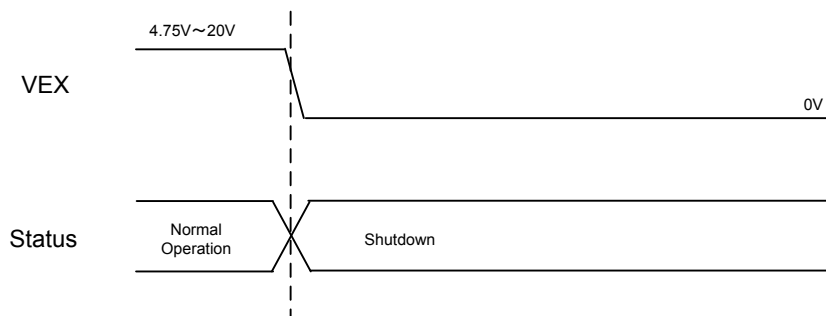 4.75V～20V
VEX
0V
Status
Normal
Operation
Shutdown